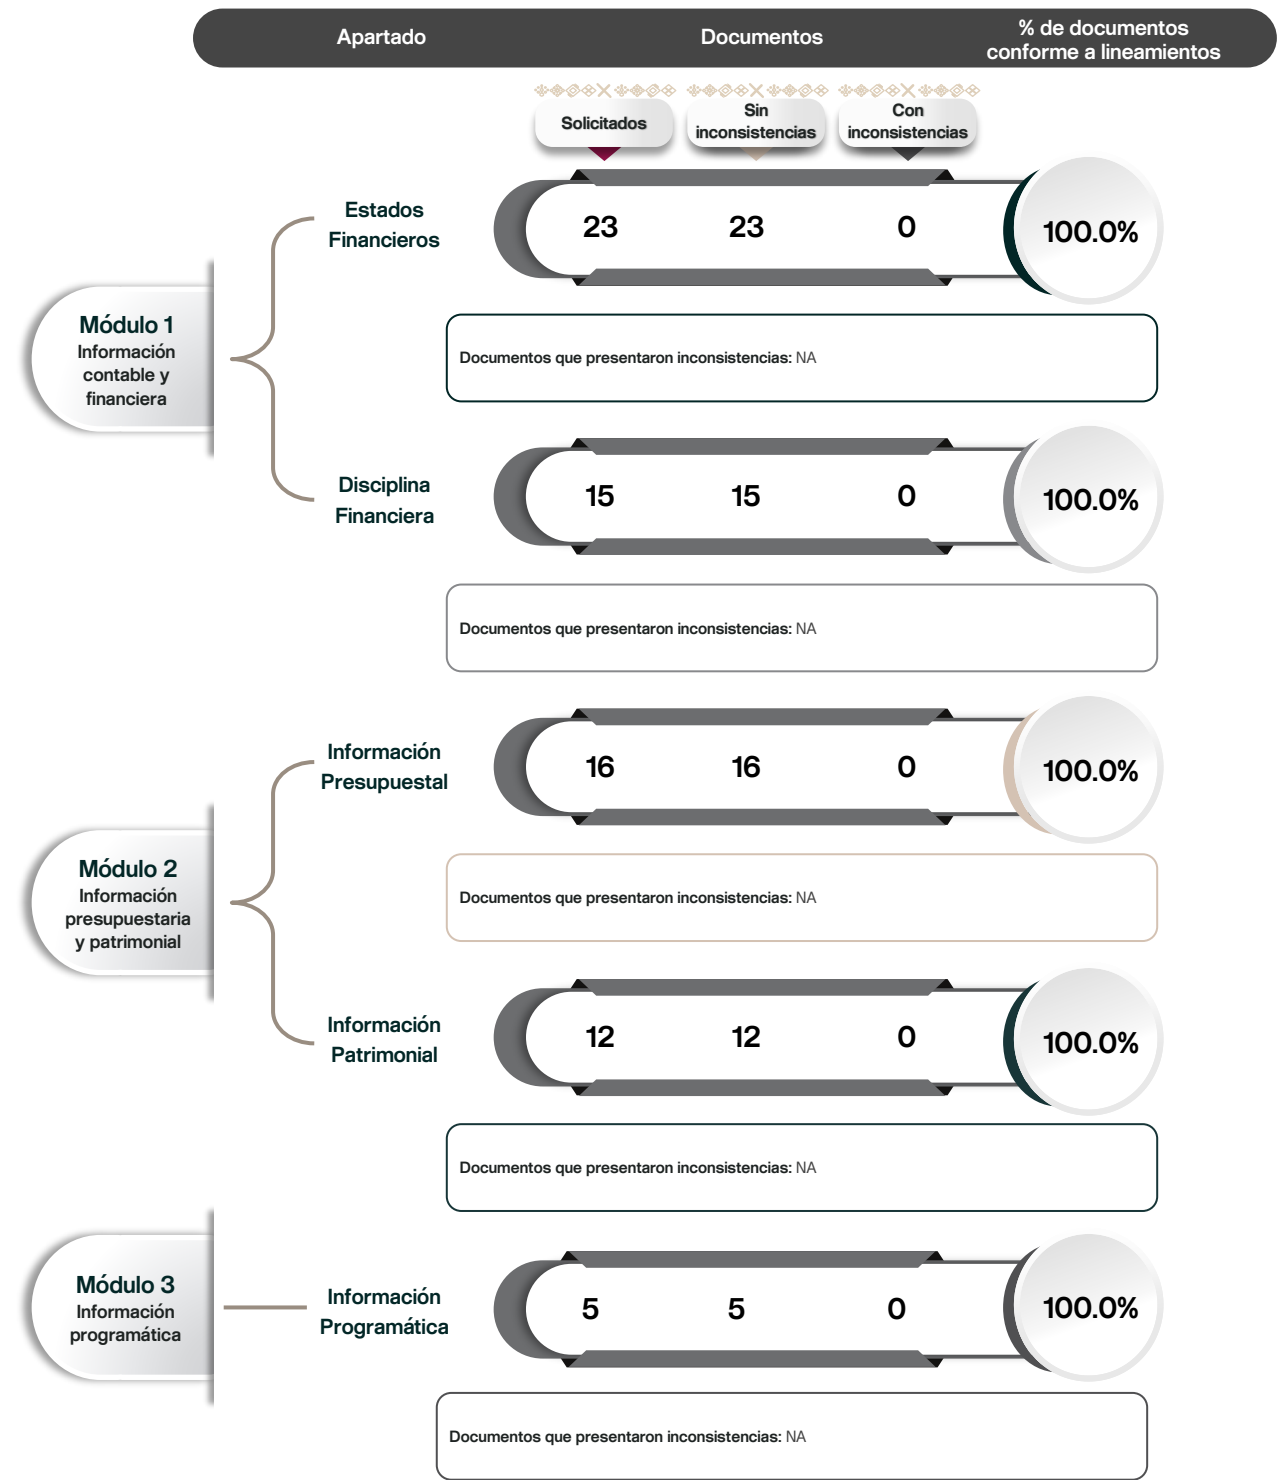 Apartado
Documentos
% de documentos
conforme a lineamientos
Solicitados
Sin
inconsistencias
Con
inconsistencias
Módulo 1
Información
contable y
financiera
Estados
Financieros
23
23
0
100.0%
Documentos que presentaron inconsistencias: NA
Disciplina
Financiera
15
15
0
100.0%
Documentos que presentaron inconsistencias: NA
Módulo 2
Información
presupuestaria
y patrimonial
Información
Presupuestal
16
16
0
100.0%
Documentos que presentaron inconsistencias: NA
Información
Patrimonial
12
12
0
100.0%
Documentos que presentaron inconsistencias: NA
Módulo 3
Información
programática
Información
Programática
5
5
0
100.0%
Documentos que presentaron inconsistencias: NA